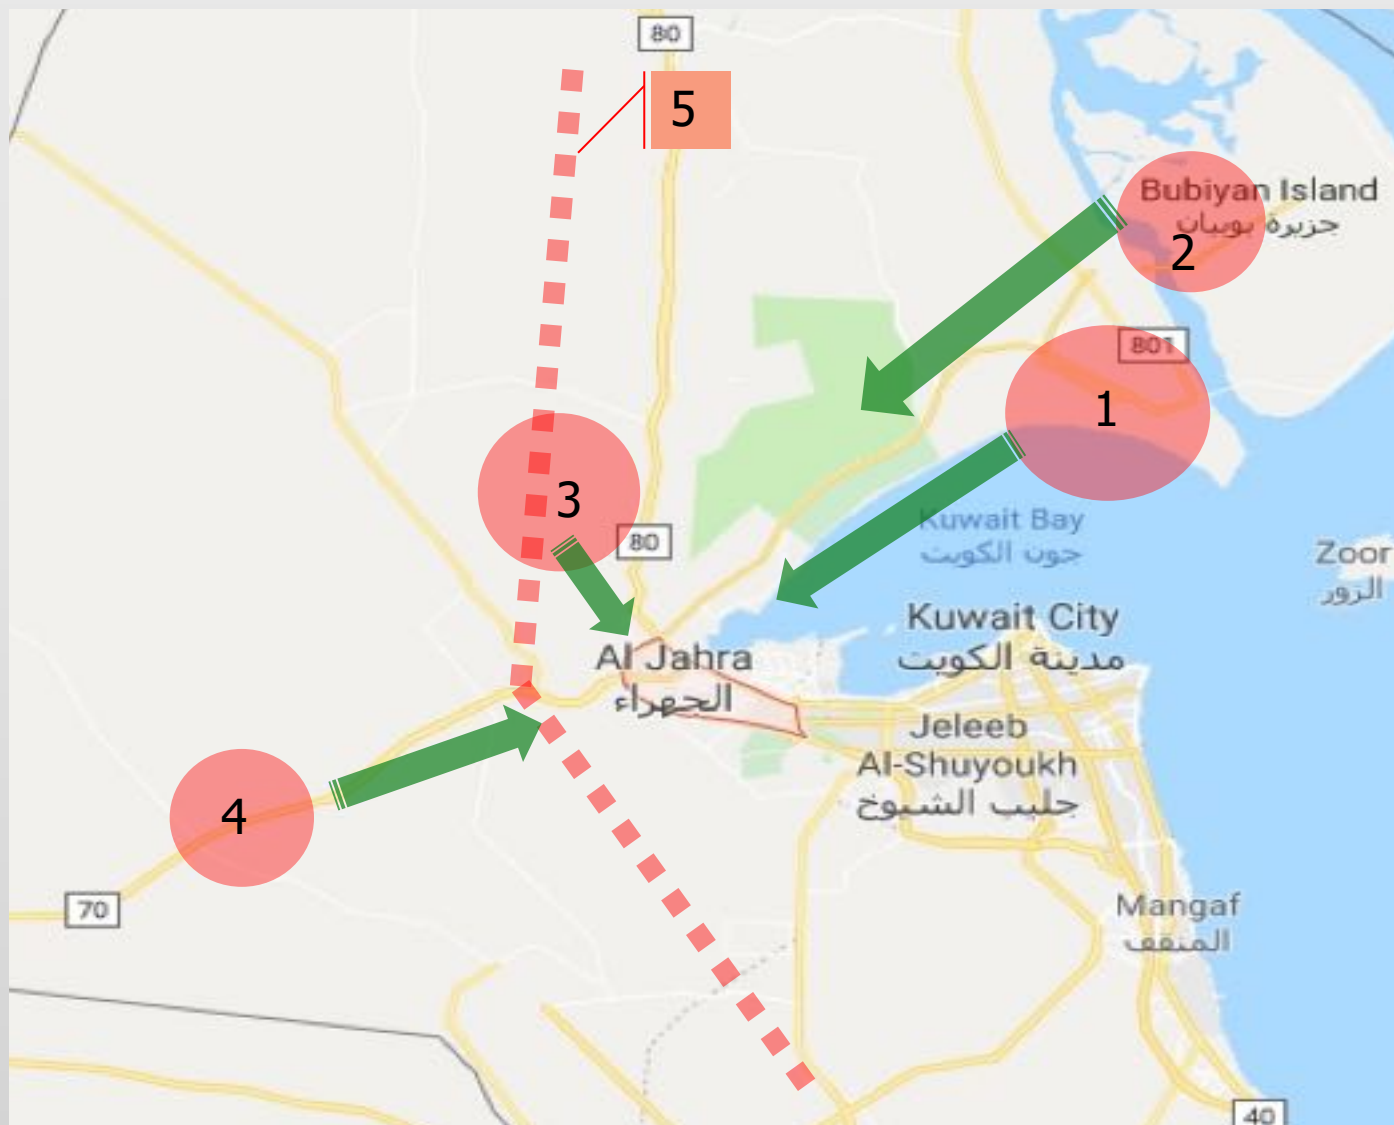 80
5
Bubiyan Island
جزيرة بوبيان
2
801
1
3
80
Kuwait Bay
جون الكويت
Zoor
الزور
Kuwait City
مدينة الكويت
Al Jahra
الجهراء
Jeleeb
Al-Shuyoukh
جليب الشيوخ
4
70
Mangaf
المنقف
40